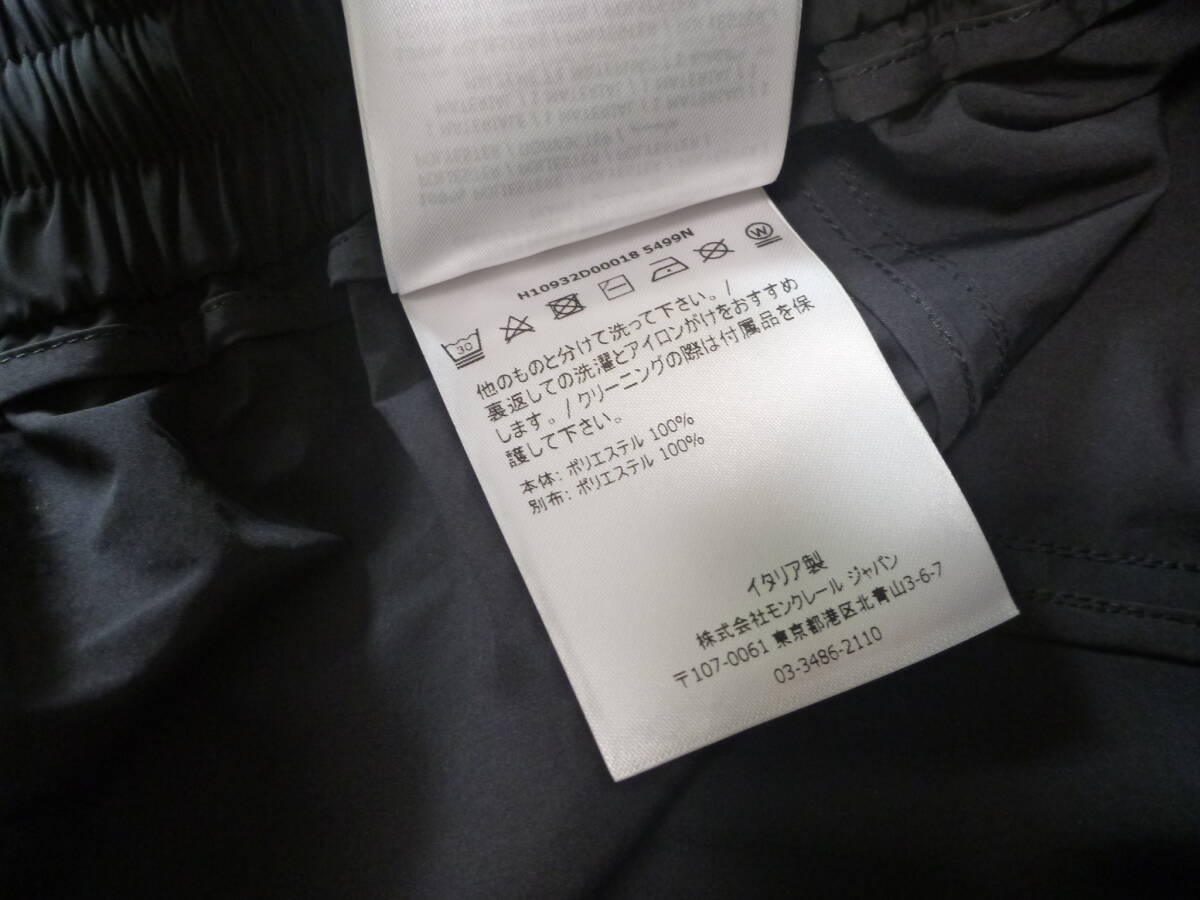 H10932D00018 5499N
30
W
他のものと分けて洗って下さい。/
裏返しての洗濯とアイロンがけをおすすめ
します。/クリーニングの際は付属品を保
護して下さい。
本体: ポリエステル 100%
別布: ポリエステル 100%
イタリア製
株式会社モンクレール ジャパン
〒107-0061 東京都港区北青山3-6-7
03-3486-2110